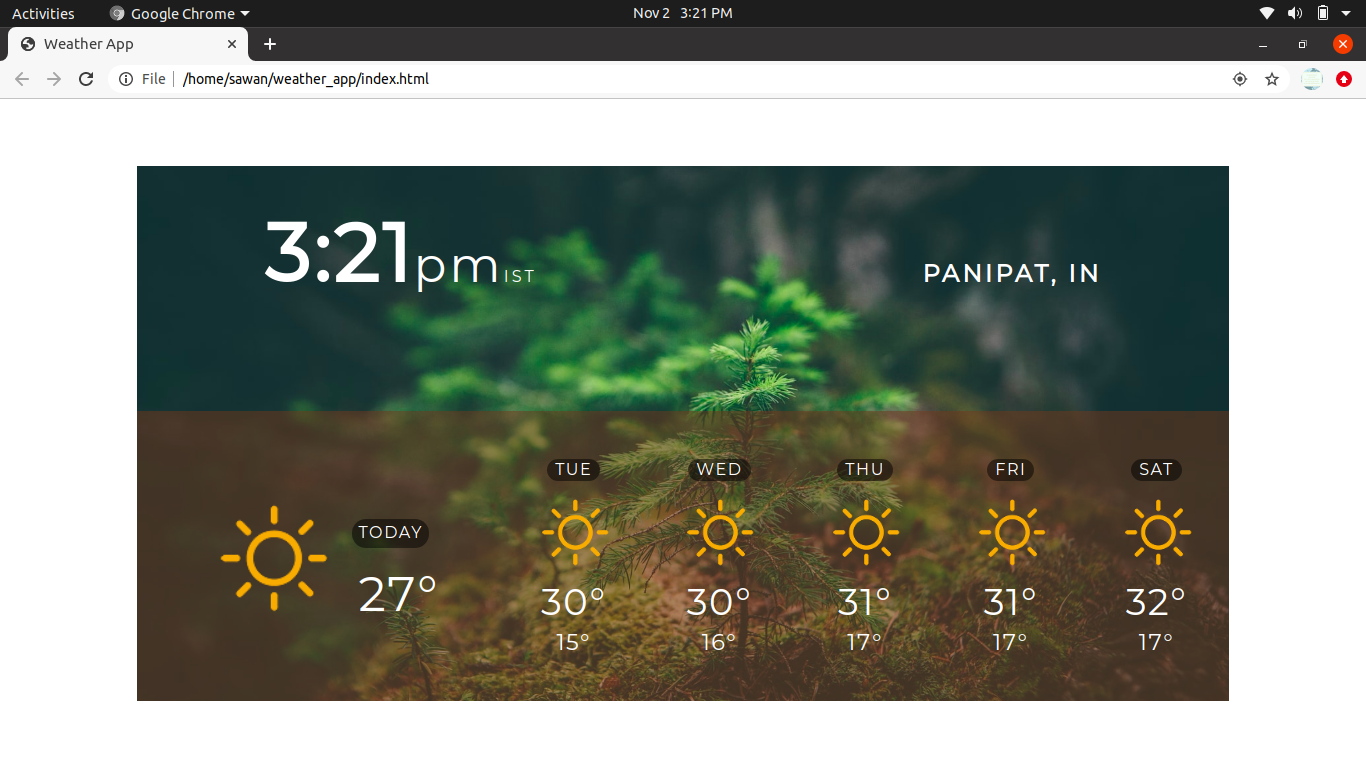 Activities Google Chrome Nov 2 3:21 PM
Weather App
File /home/sawan/weather_app/index.html
3:21pm IST
PANIPAT, IN
TUE WED THU FRI SAT
TODAY
27°
30° 30° 31° 31° 32°
15° 16° 17° 17° 17°